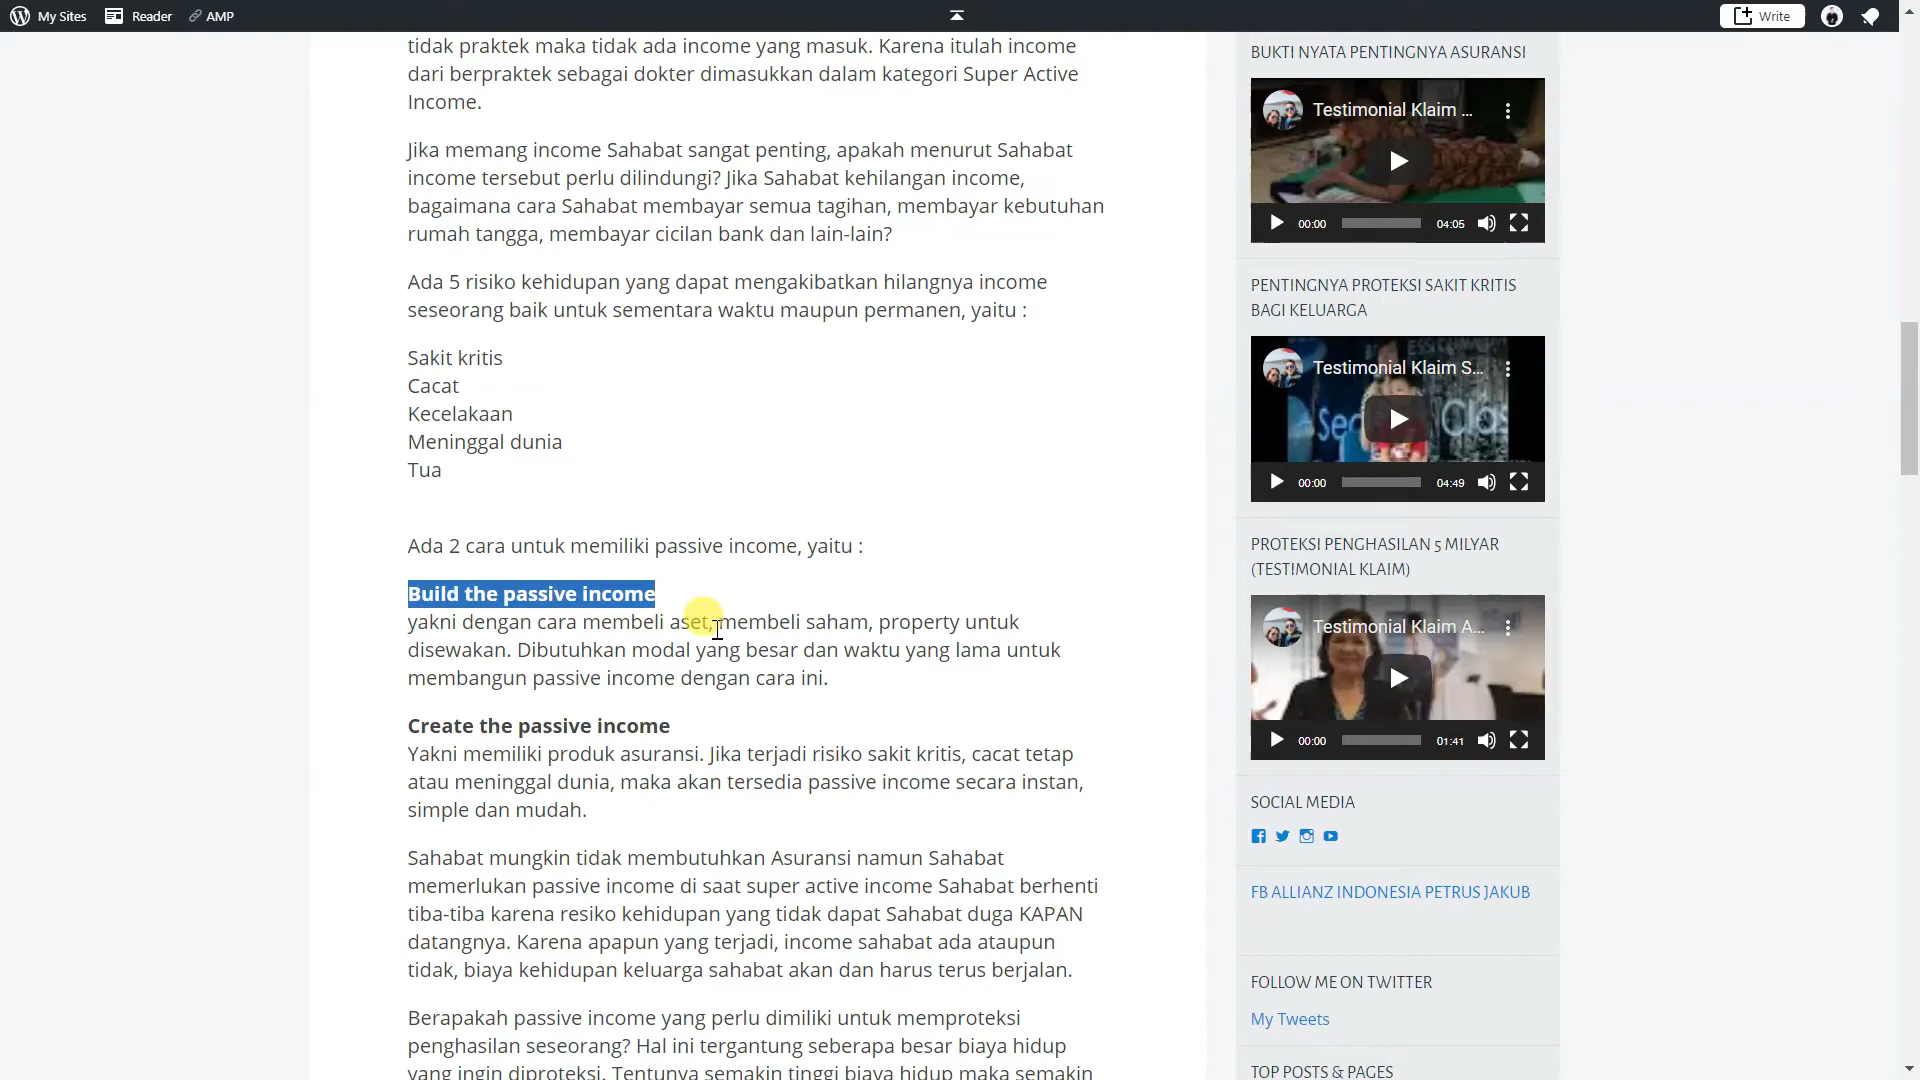 My Sites
Reader
AMP
Write
tidak praktek maka tidak ada income yang masuk. Karena itulah income
dari berpraktek sebagai dokter dimasukkan dalam kategori Super Active
Income.
Jika memang income Sahabat sangat penting, apakah menurut Sahabat
income tersebut perlu dilindungi? Jika Sahabat kehilangan income,
bagaimana cara Sahabat membayar semua tagihan, membayar kebutuhan
rumah tangga, membayar cicilan bank dan lain-lain?
Ada 5 risiko kehidupan yang dapat mengakibatkan hilangnya income
seseorang baik untuk sementara waktu maupun permanen, yaitu :
Sakit kritis
Cacat
Kecelakaan
Meninggal dunia
Tua
Ada 2 cara untuk memiliki passive income, yaitu :
Build the passive income
yakni dengan cara membeli aset, membeli saham, property untuk
disewakan. Dibutuhkan modal yang besar dan waktu yang lama untuk
membangun passive income dengan cara ini.
Create the passive income
Yakni memiliki produk asuransi. Jika terjadi risiko sakit kritis, cacat tetap
atau meninggal dunia, maka akan tersedia passive income secara instan,
simple dan mudah.
Sahabat mungkin tidak membutuhkan Asuransi namun Sahabat
memerlukan passive income di saat super active income Sahabat berhenti
tiba-tiba karena resiko kehidupan yang tidak dapat Sahabat duga KAPAN
datangnya. Karena apapun yang terjadi, income sahabat ada ataupun
tidak, biaya kehidupan keluarga sahabat akan dan harus terus berjalan.
Berapakah passive income yang perlu dimiliki untuk memproteksi
penghasilan seseorang? Hal ini tergantung seberapa besar biaya hidup
yang ingin diproteksi. Tentunya semakin tinggi biaya hidup maka semakin
BUKTI NYATA PENTINGNYA ASURANSI
Testimonial Klaim ...
00:00
04:05
PENTINGNYA PROTEKSI SAKIT KRITIS
BAGI KELUARGA
Testimonial Klaim S...
00:00
04:49
PROTEKSI PENGHASILAN 5 MILYAR
(TESTIMONIAL KLAIM)
Testimonial Klaim A...
00:00
01:41
SOCIAL MEDIA
FB ALLIANZ INDONESIA PETRUS JAKUB
FOLLOW ME ON TWITTER
My Tweets
TOP POSTS & PAGES